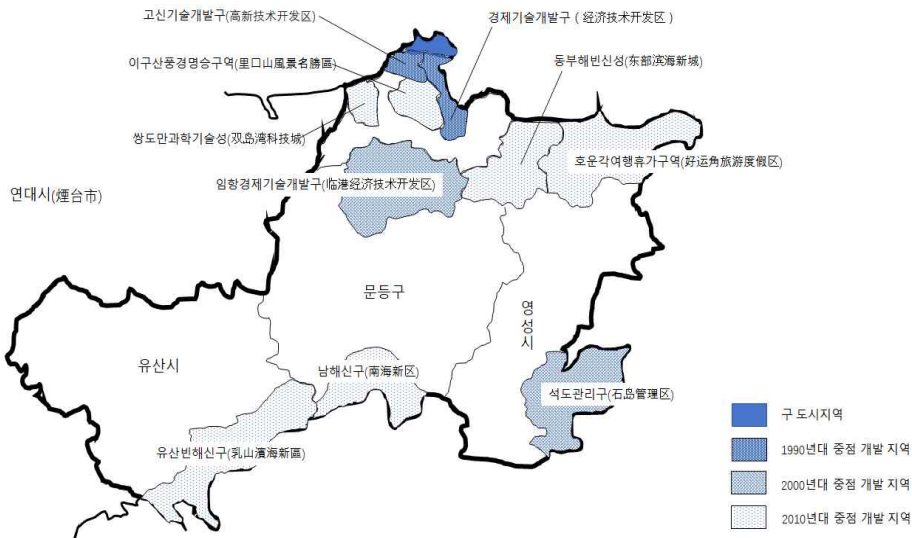 고신기술개발구(高新技术开发区)
경제기술개발구 ( 经济技术开发区 )
이구산풍경명승구역(里口山風景名勝區)
동부해빈신성(东部滨海新城)
쌍도만과학기술성(双岛湾科技城)
호운각여행휴가구역(好运角旅游度假区)
임항경제기술개발구(临港经济技术开发区)
연대시(煙台市)
문등구
영성시
유산시
남해신구(南海新区)
석도관리구(石岛管理区)
유산빈해신구(乳山濱海新區)
구 도시지역
1990년대 중점 개발 지역
2000년대 중점 개발 지역
2010년대 중점 개발 지역